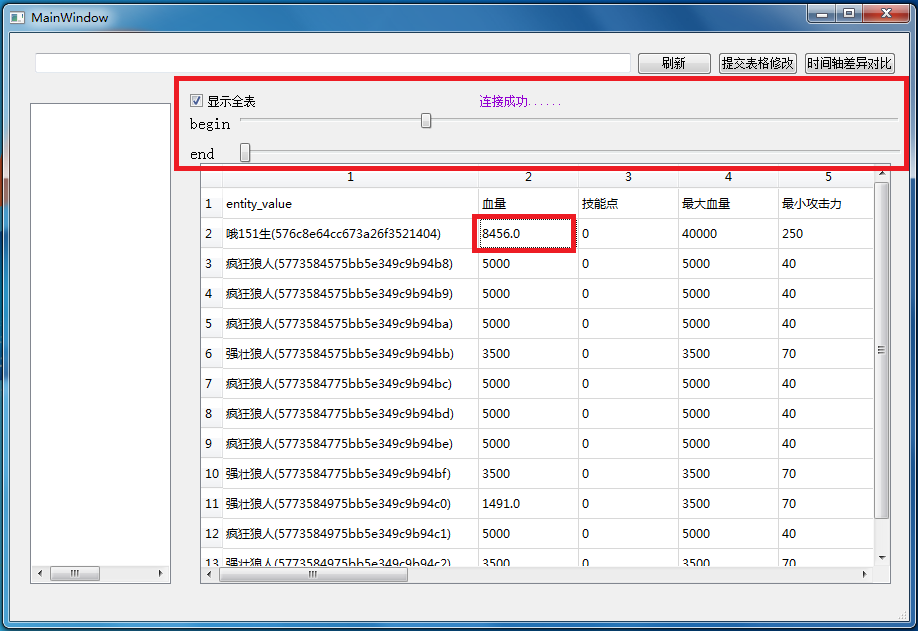 MainWindow
刷新 提交表格修改 时间轴差异对比
显示全表 连接成功......
begin
end
1 2 3 4 5
1 entity_value 血量 技能点 最大血量 最小攻击力
2 哦151生(576c8e64cc673a26f3521404) 8456.0 0 40000 250
3 疯狂狼人(5773584575bb5e349c9b94b8) 5000 0 5000 40
4 疯狂狼人(5773584575bb5e349c9b94b9) 5000 0 5000 40
5 疯狂狼人(5773584575bb5e349c9b94ba) 5000 0 5000 40
6 强壮狼人(5773584575bb5e349c9b94bb) 3500 0 3500 70
7 疯狂狼人(5773584775bb5e349c9b94bc) 5000 0 5000 40
8 疯狂狼人(5773584775bb5e349c9b94bd) 5000 0 5000 40
9 疯狂狼人(5773584775bb5e349c9b94be) 5000 0 5000 40
10 强壮狼人(5773584775bb5e349c9b94bf) 3500 0 3500 70
11 强壮狼人(5773584975bb5e349c9b94c0) 1491.0 0 3500 70
12 疯狂狼人(5773584975bb5e349c9b94c1) 5000 0 5000 40
13 强壮狼人(5773584975bb5e349c9b94c2) 3500 0 3500 70